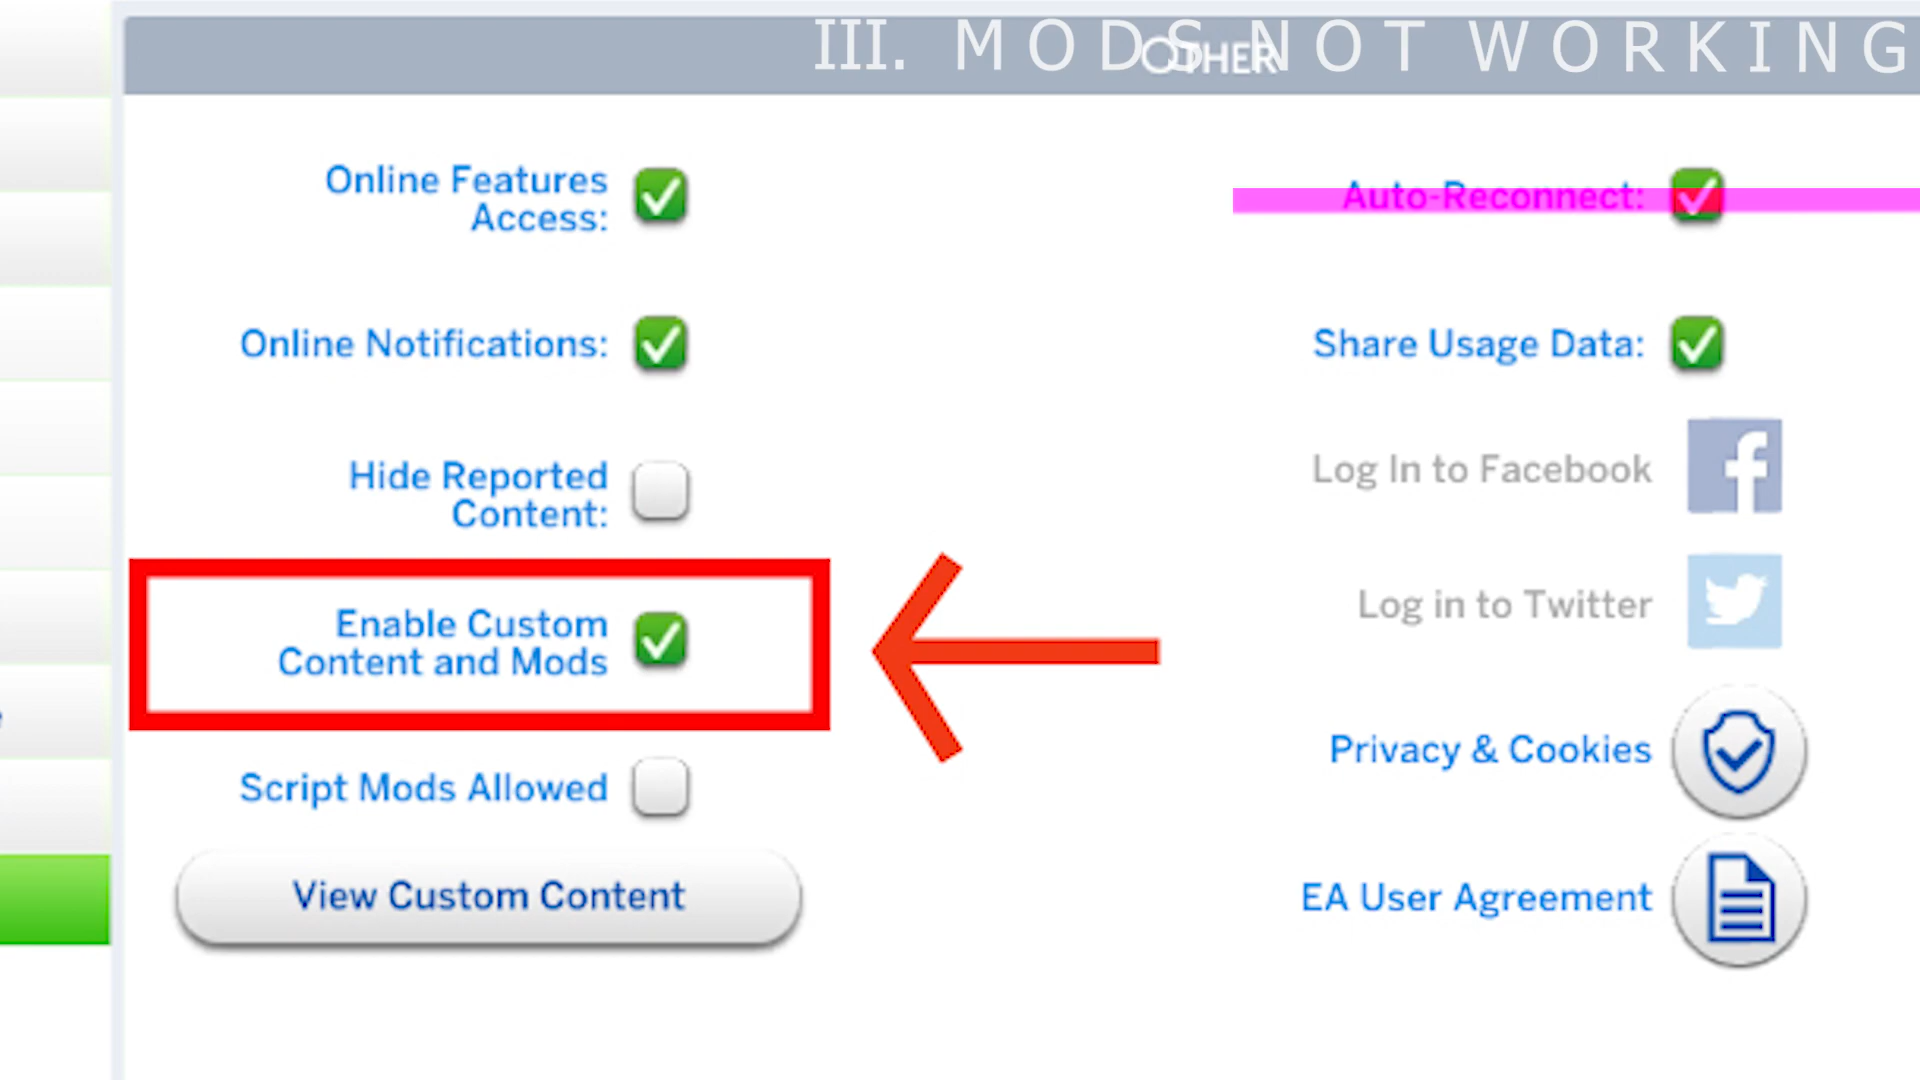 III. MODS NOT WORKING
OTHER
Online Features
Access:
Auto-Reconnect:
Online Notifications:
Share Usage Data:
Hide Reported
Content:
Log In to Facebook
Enable Custom
Content and Mods
Log in to Twitter
Script Mods Allowed
Privacy & Cookies
View Custom Content
EA User Agreement